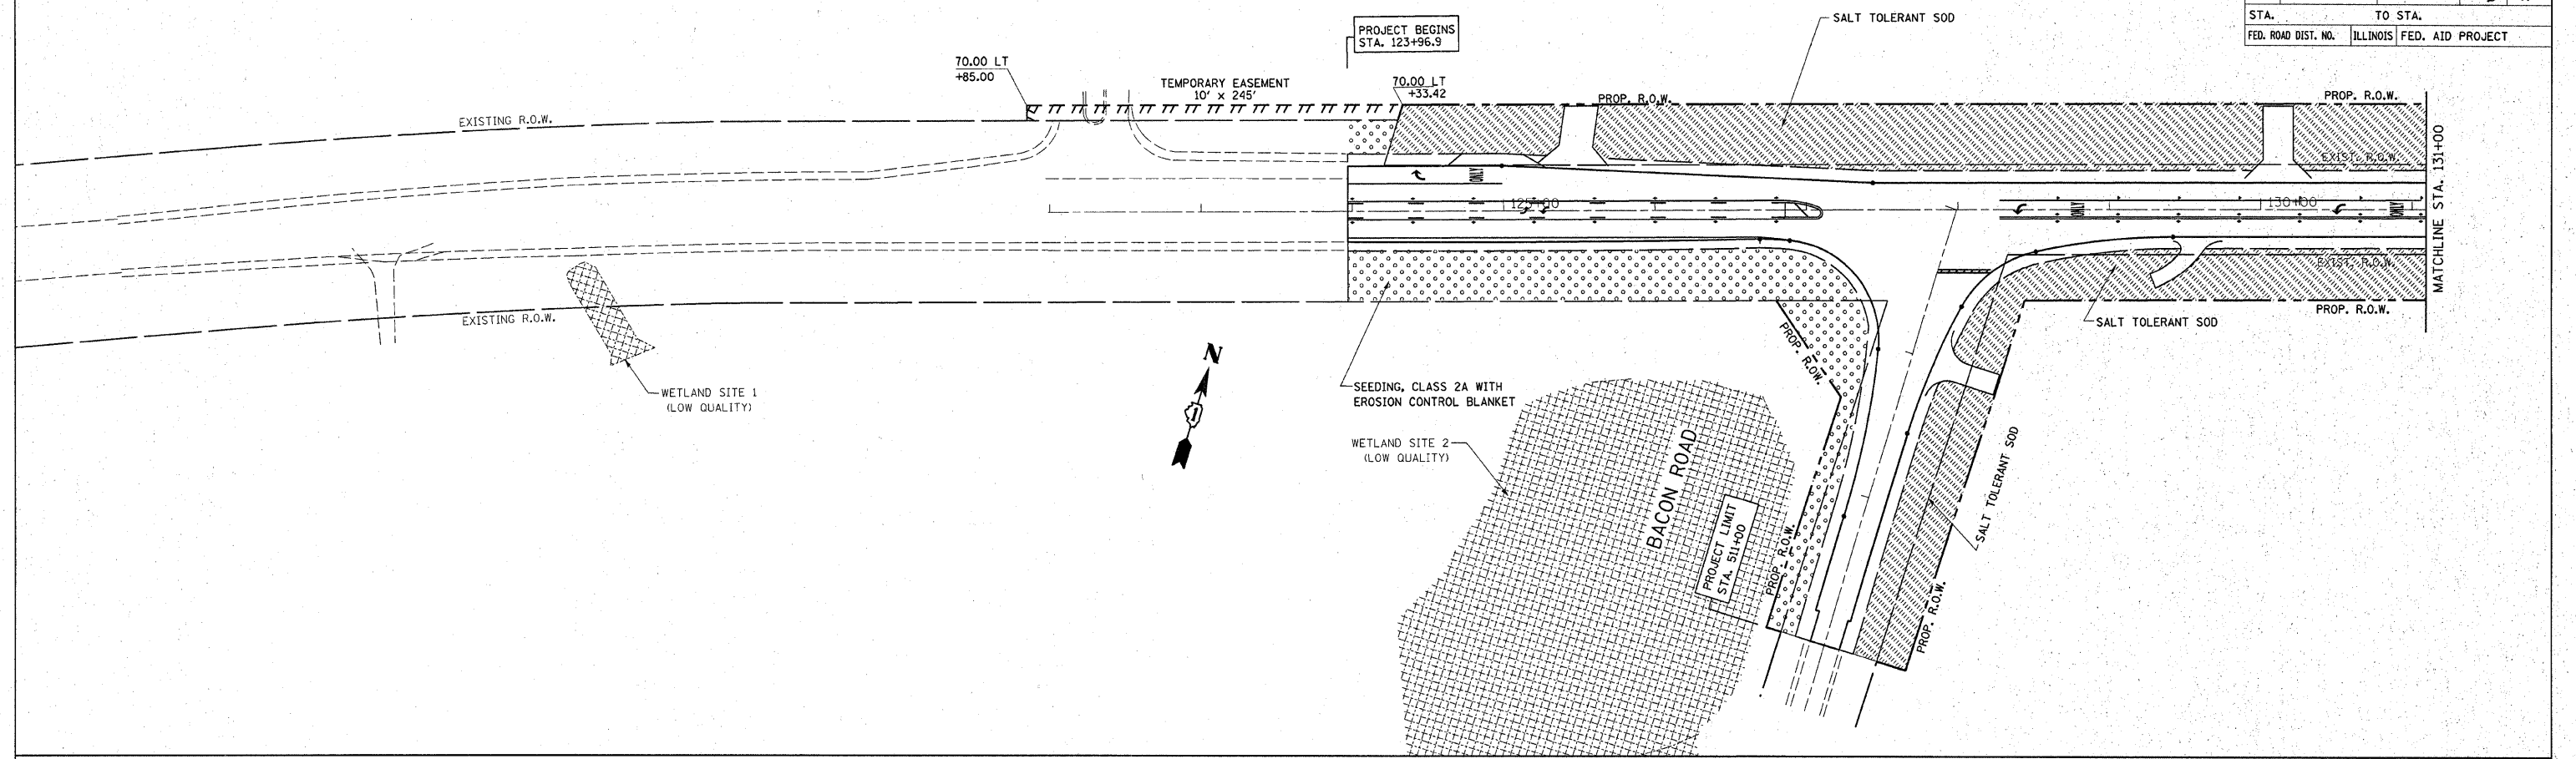 STA. TO STA.
FED. ROAD DIST. NO. ILLINOIS FED. AID PROJECT
SALT TOLERANT SOD
PROJECT BEGINS
STA. 123+96.9
70.00 LT
+85.00
TEMPORARY EASEMENT
10' X 245'
70.00 LT
+33.42
PROP. R.O.W.
PROP. R.O.W.
EXISTING R.O.W.
EXIST. R.O.W.
MATCHLINE STA. 131+00
ONLY
125+00
ONLY
130+00
ONLY
EXIST. R.O.W.
EXISTING R.O.W.
PROP. R.O.W.
SALT TOLERANT SOD
PROP. R.O.W.
N
1
WETLAND SITE 1
(LOW QUALITY)
SEEDING, CLASS 2A WITH
EROSION CONTROL BLANKET
WETLAND SITE 2
(LOW QUALITY)
BACON ROAD
PROJECT LIMIT
STA. 511+00
PROP. R.O.W.
SALT TOLERANT SOD
PROP. R.O.W.